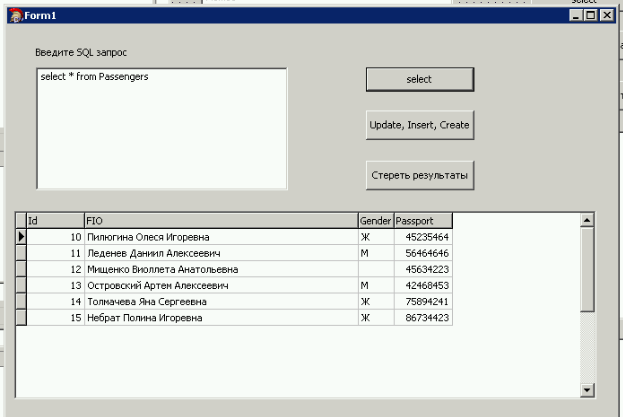 Form1
Введите SQL запрос
select * from Passengers
select
Update, Insert, Create
Стереть результаты
Id FIO Gender Passport
10 Пилюгина Олеся Игоревна Ж 45235464
11 Леденев Даниил Алексеевич М 56464646
12 Мищенко Виоллета Анатольевна 45634223
13 Островский Артем Алексеевич М 42468453
14 Толмачева Яна Сергеевна Ж 75894241
15 Небрат Полина Игоревна Ж 86734423